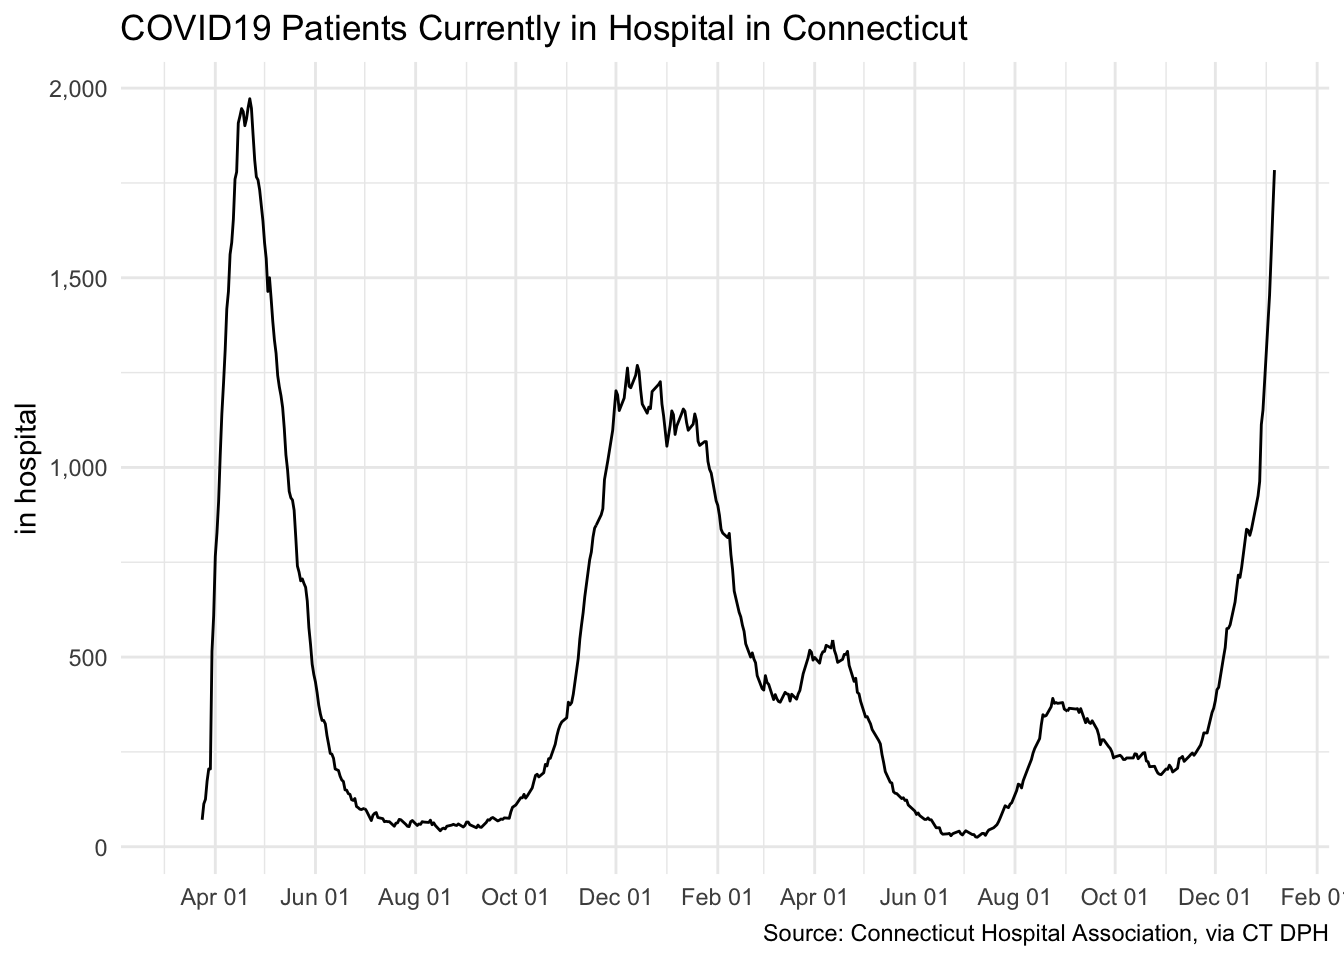 COVID19 Patients Currently in Hospital in Connecticut
2,000
1,500
1,000
500
0
in hospital
Apr 01 Jun 01 Aug 01 Oct 01 Dec 01 Feb 01 Apr 01 Jun 01 Aug 01 Oct 01 Dec 01 Feb 01
Source: Connecticut Hospital Association, via CT DPH